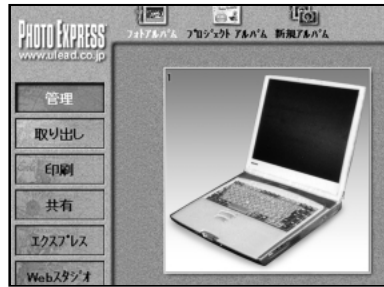 PHOTO EXPRESS
www.ulead.co.jp
フォトアルバム プロジェクト アルバム 新規アルバム
管理
取り出し
印刷
共有
エクスプレス
Webスタジオ
1